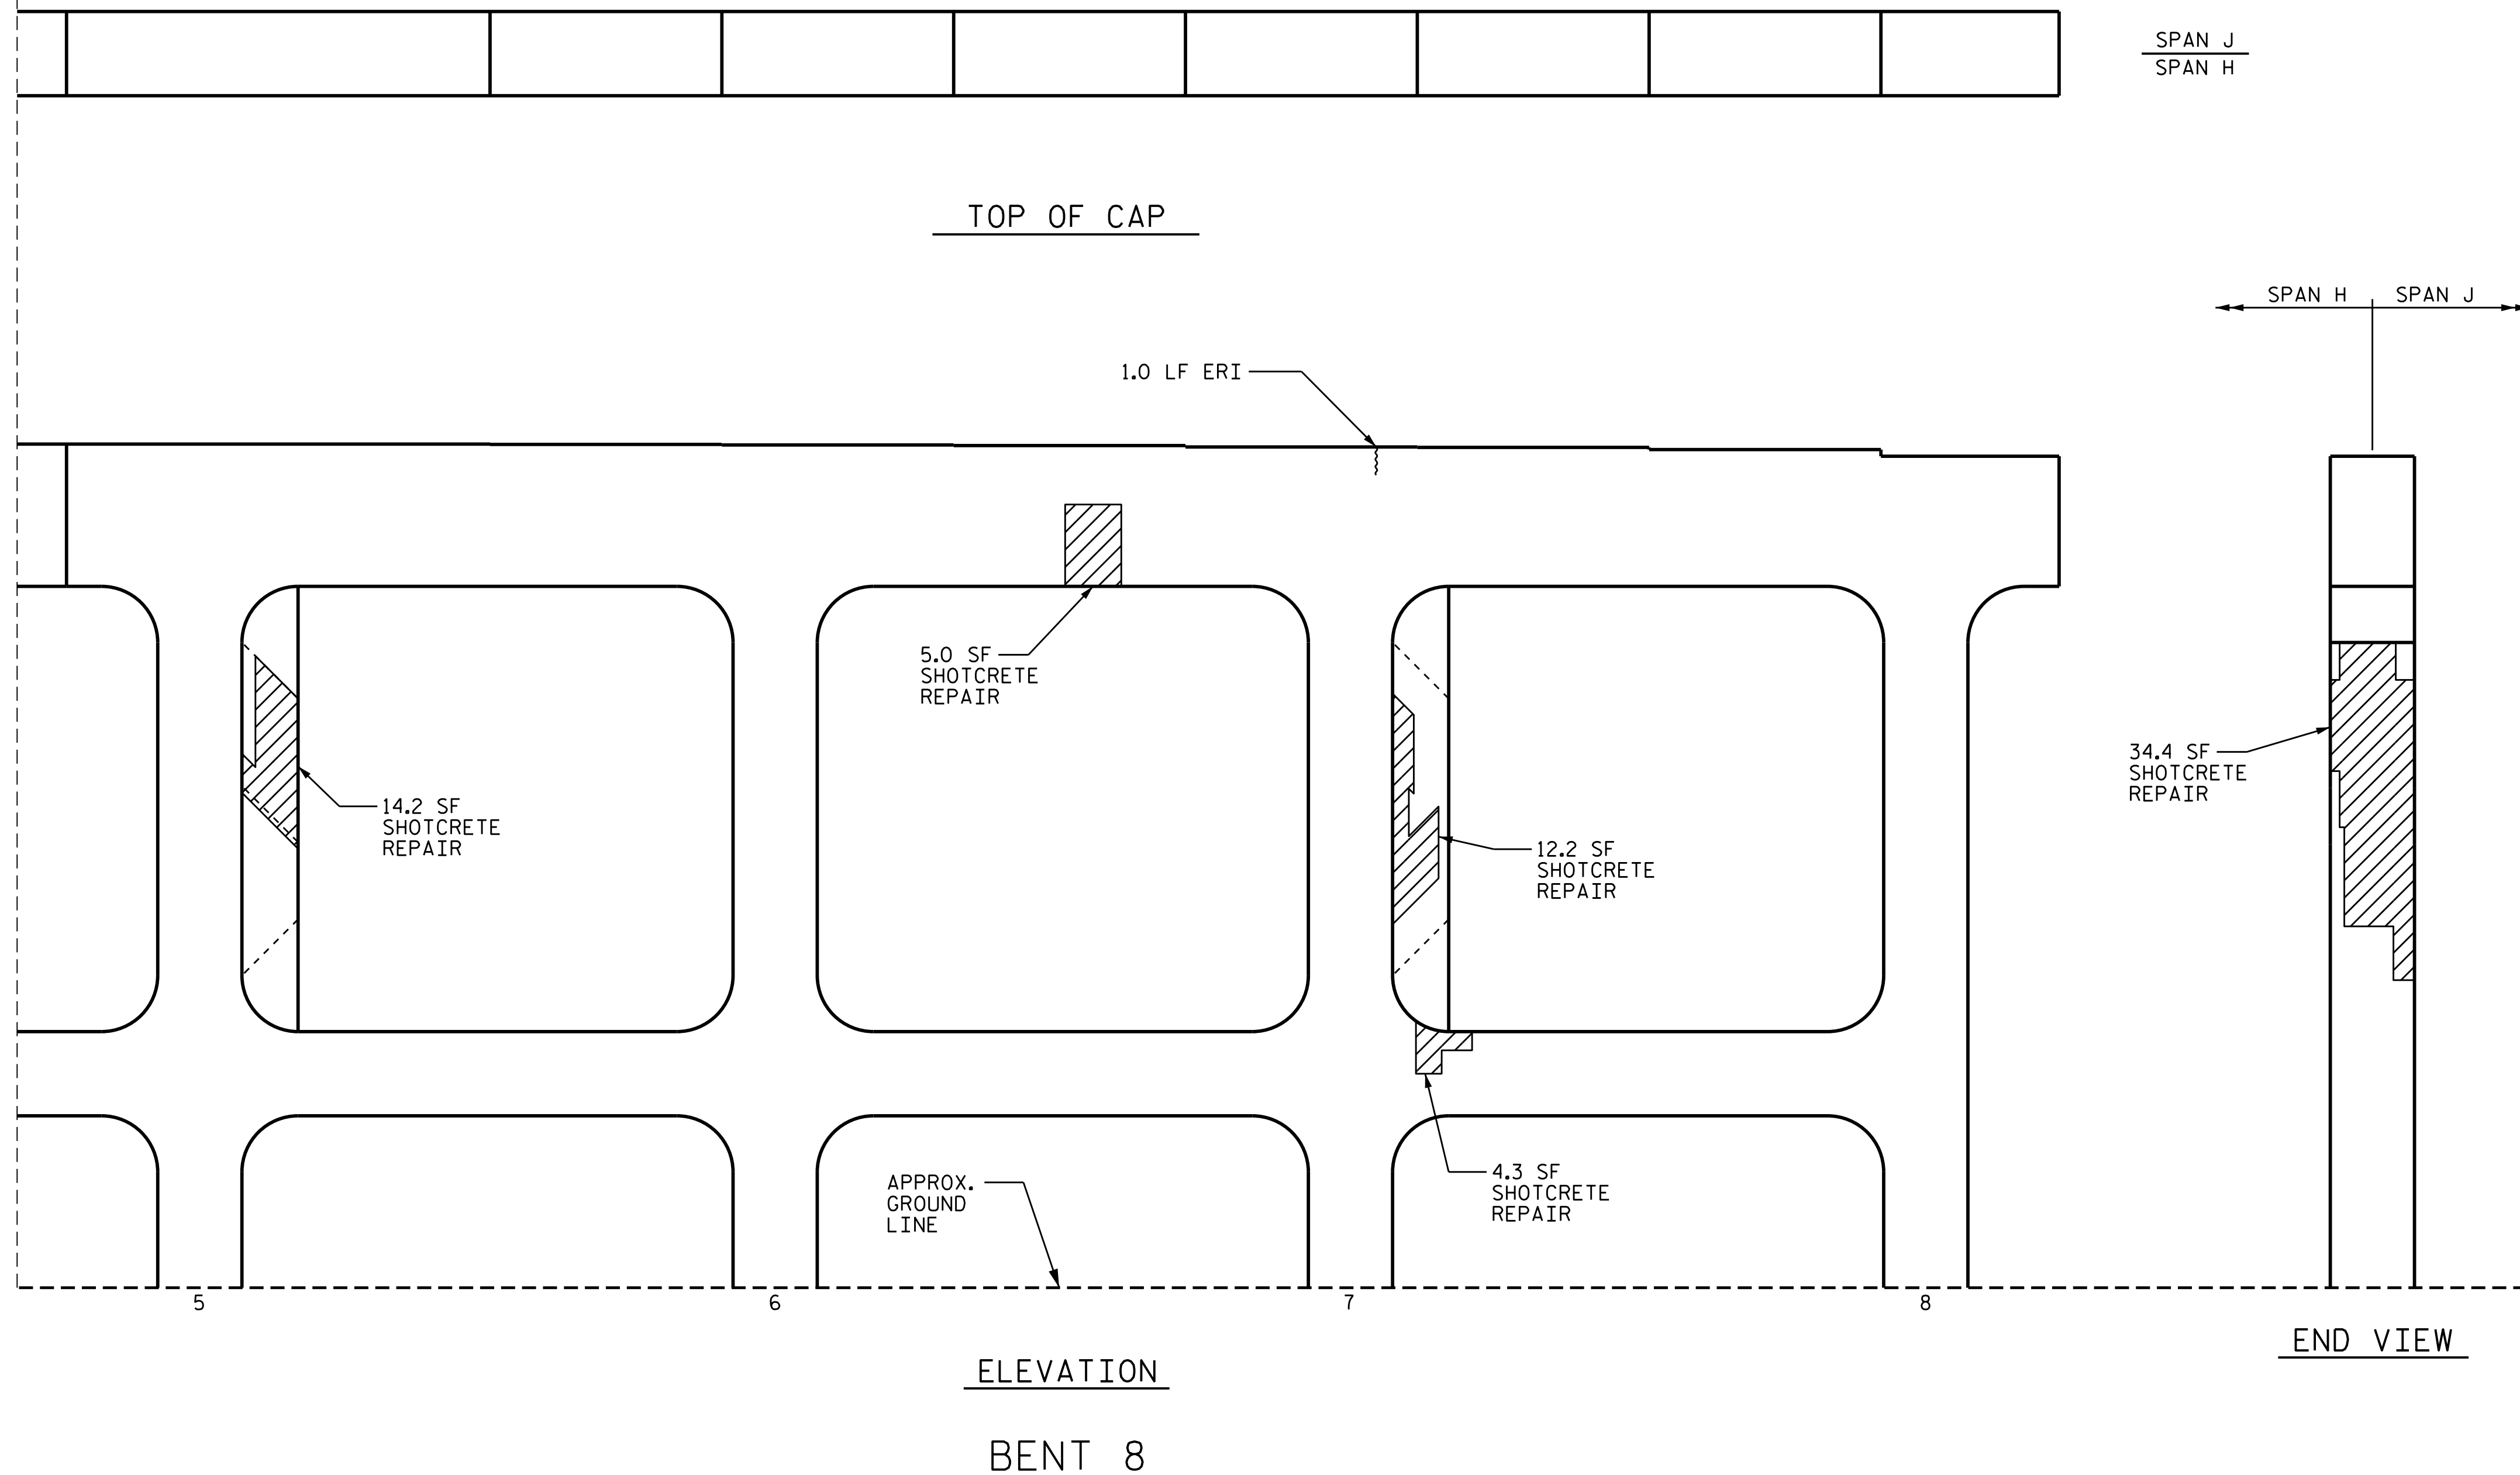 SPAN J
SPAN H
TOP OF CAP
SPAN H
SPAN J
1.0 LF ERI
5.0 SF
SHOTCRETE
REPAIR
34.4 SF
SHOTCRETE
REPAIR
14.2 SF
SHOTCRETE
REPAIR
12.2 SF
SHOTCRETE
REPAIR
4.3 SF
SHOTCRETE
REPAIR
APPROX.
GROUND
LINE
5
6
7
8
END VIEW
ELEVATION
BENT 8